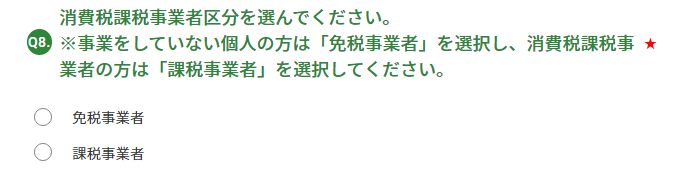 消費税課税事業者区分を選んでください。
Q8. ※事業をしていない個人の方は「免税事業者」を選択し、消費税課税事 ★
業者の方は「課税事業者」を選択してください。
免税事業者
課税事業者